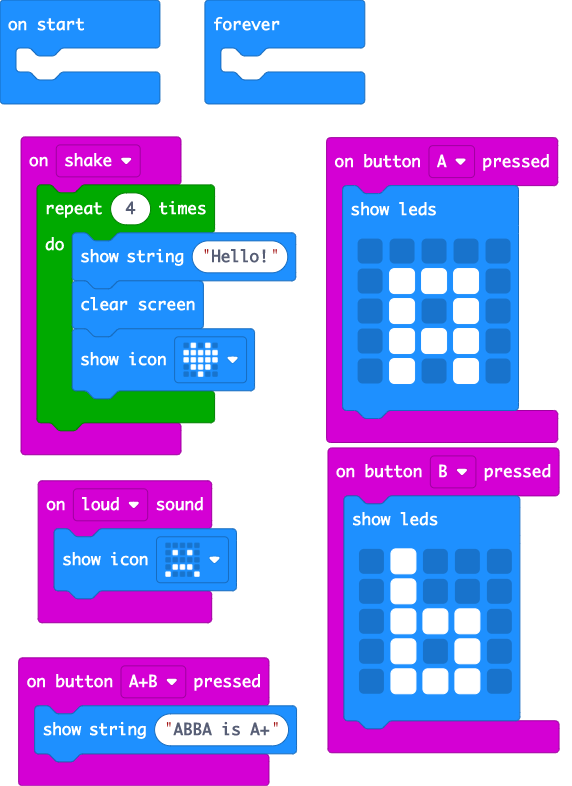 on start
forever
on shake
repeat 4 times
do
show string "Hello!"
clear screen
show icon
on button A pressed
show leds
on button B pressed
show leds
on loud sound
show icon
on button A+B pressed
show string "ABBA is A+"